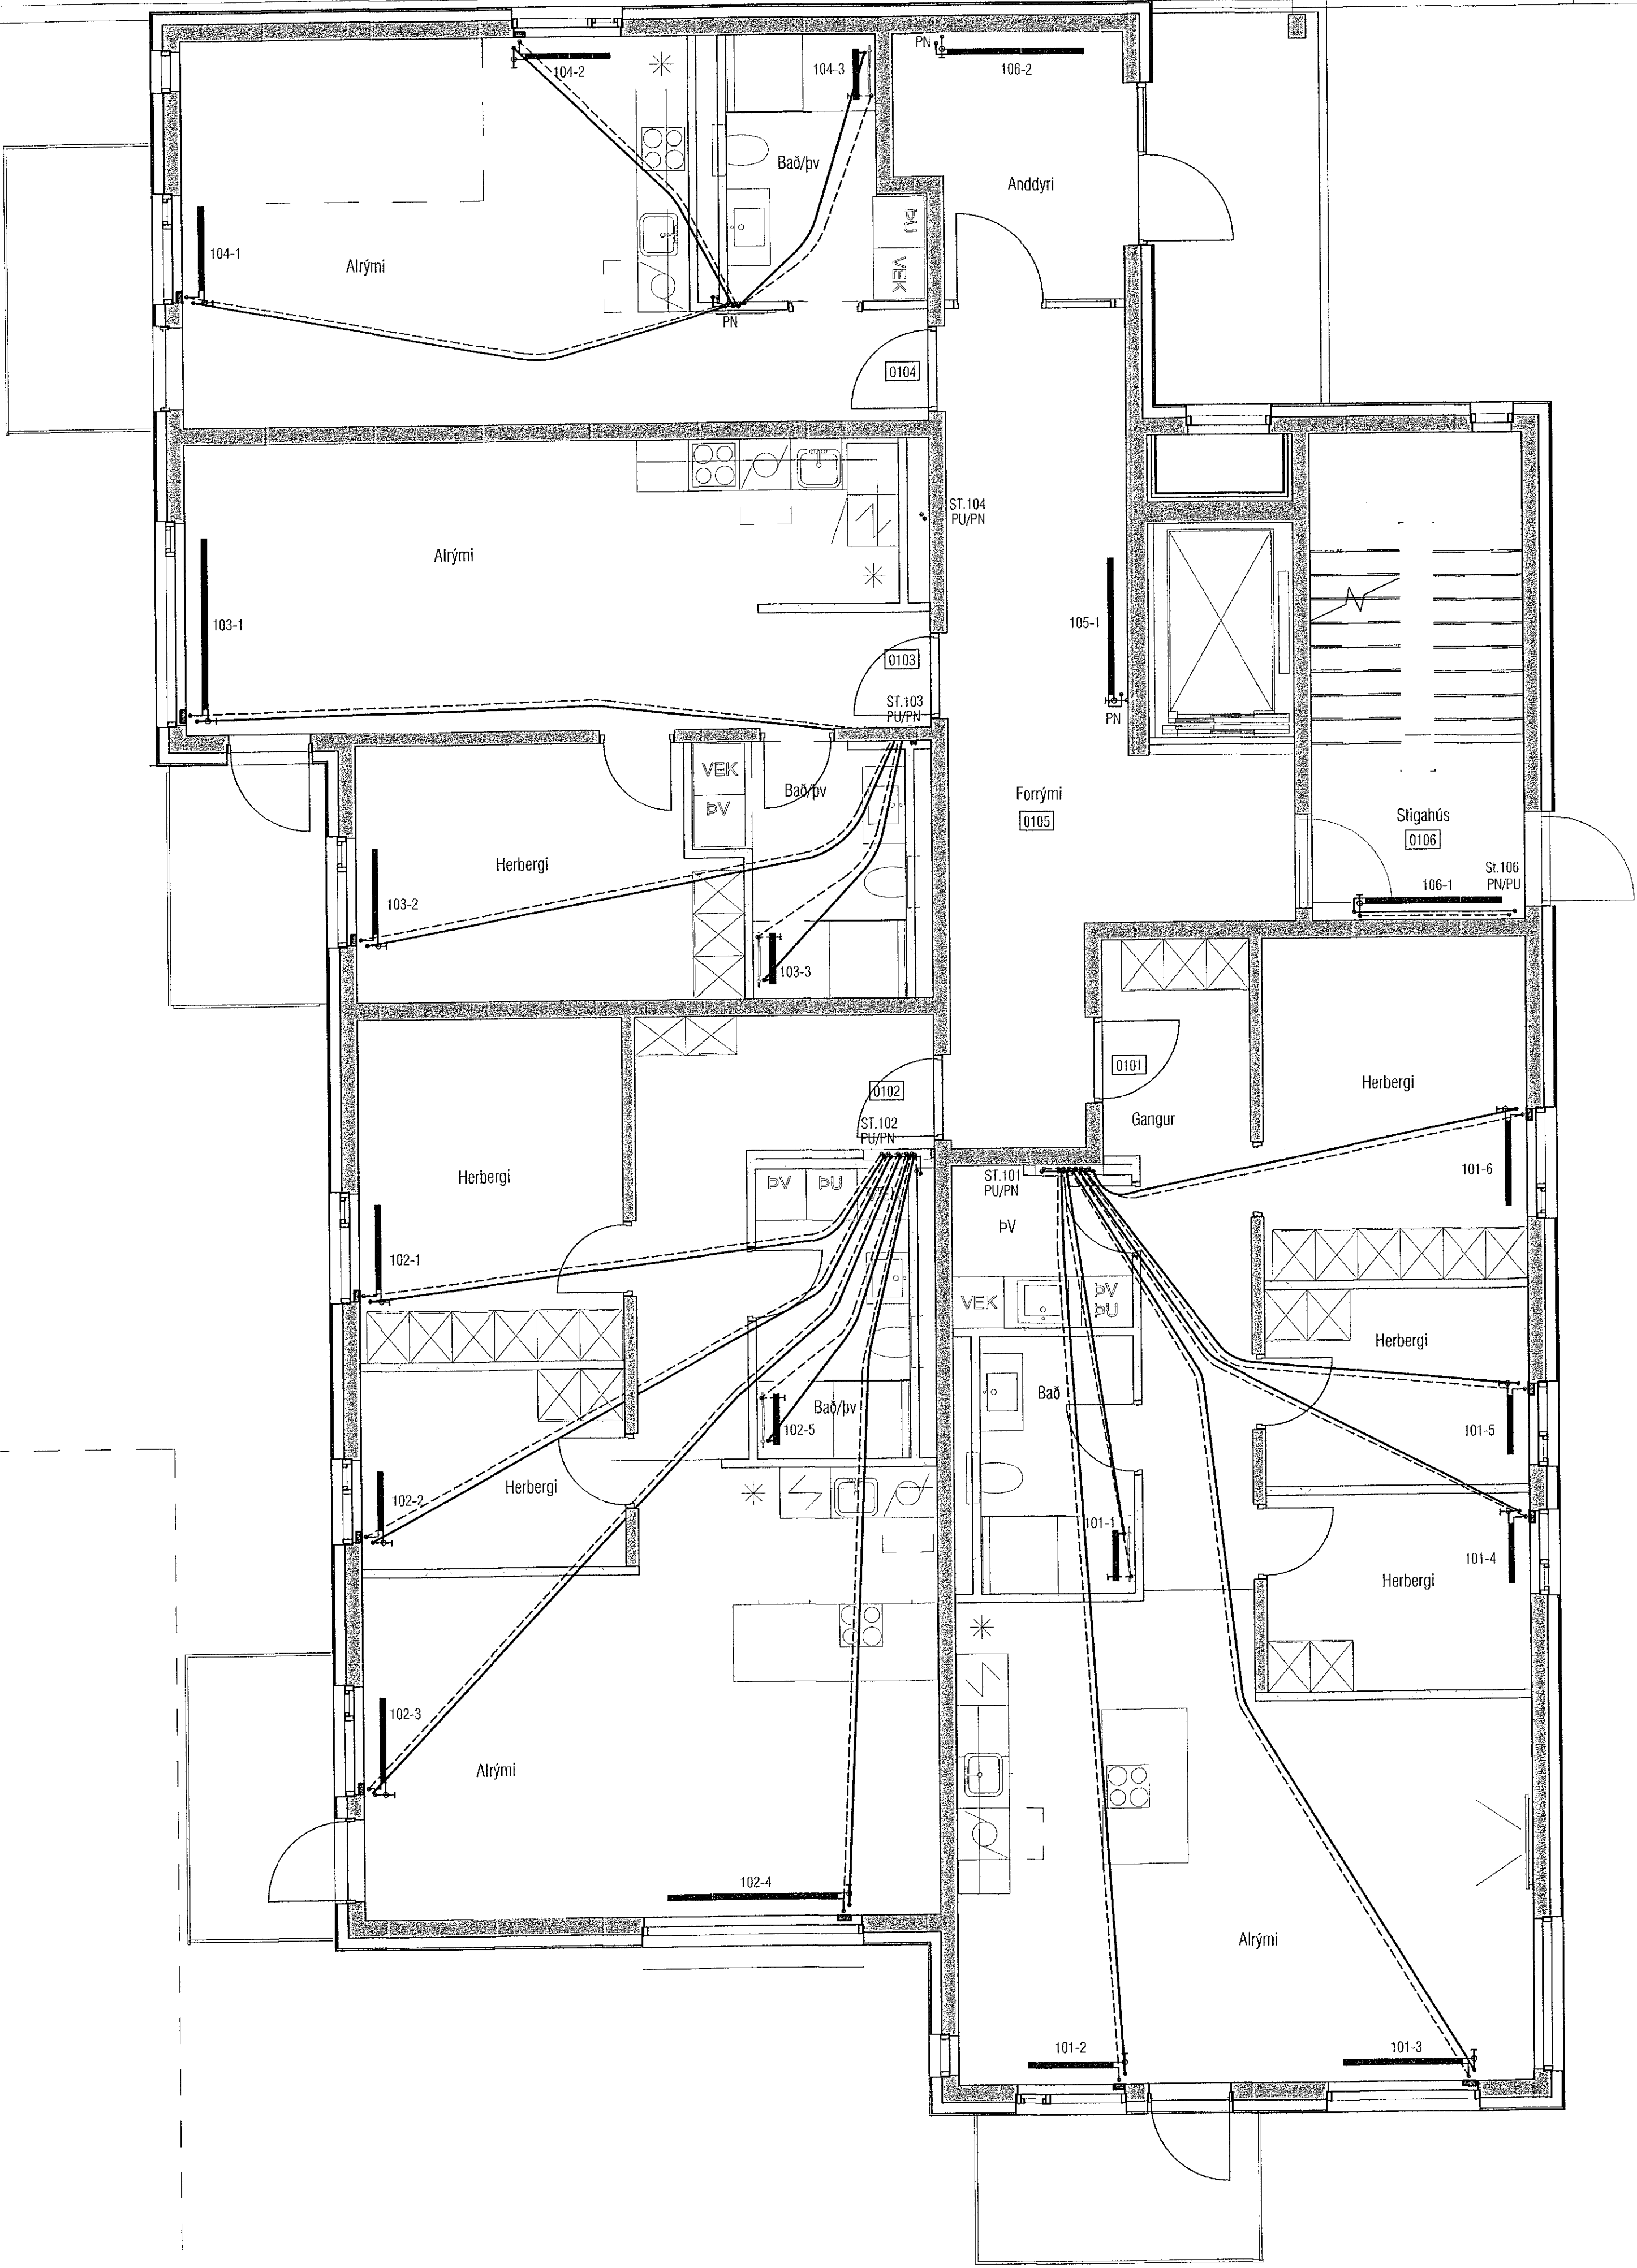 PN
104-2
104-3
106-2
Bað/þv
Anddyri
ÞU
104-1
Alrými
VEK
PN
0104
ST.104
PU/PN
Alrými
103-1
105-1
0103
ST.103
PU/PN
PN
VEK
Bað/þv
ÞV
Forrými
0105
Stigahús
0106
Herbergi
St.106
PN/PU
106-1
103-2
103-3
0101
Herbergi
0102
Gangur
ST.102
PU/PN
101-6
Herbergi
ÞV
ÞU
ST.101
PU/PN
ÞV
102-1
VEK
ÞV
ÞU
Herbergi
Bað
Bað/þv
102-5
101-5
Herbergi
102-2
101-1
101-4
Herbergi
102-3
Alrými
102-4
Alrými
101-2
101-3